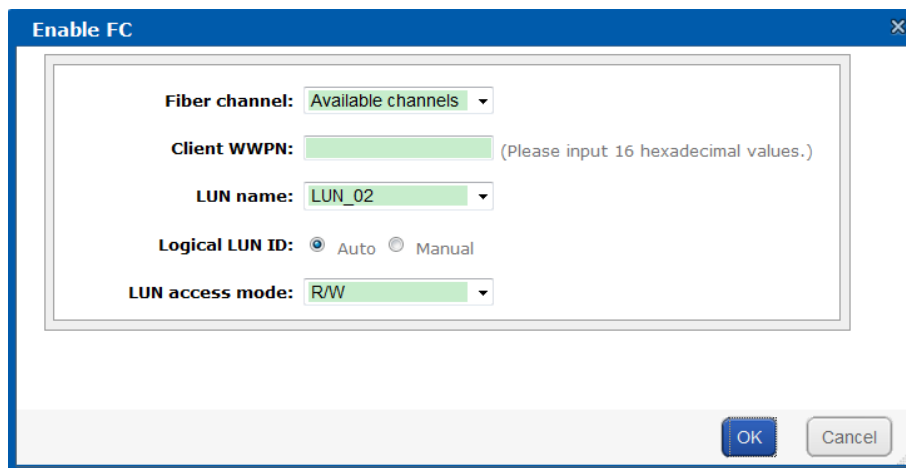 Enable FC
Fiber channel: Available channels
Client WWPN: (Please input 16 hexadecimal values.)
LUN name: LUN_02
Logical LUN ID: Auto Manual
LUN access mode: R/W
OK Cancel